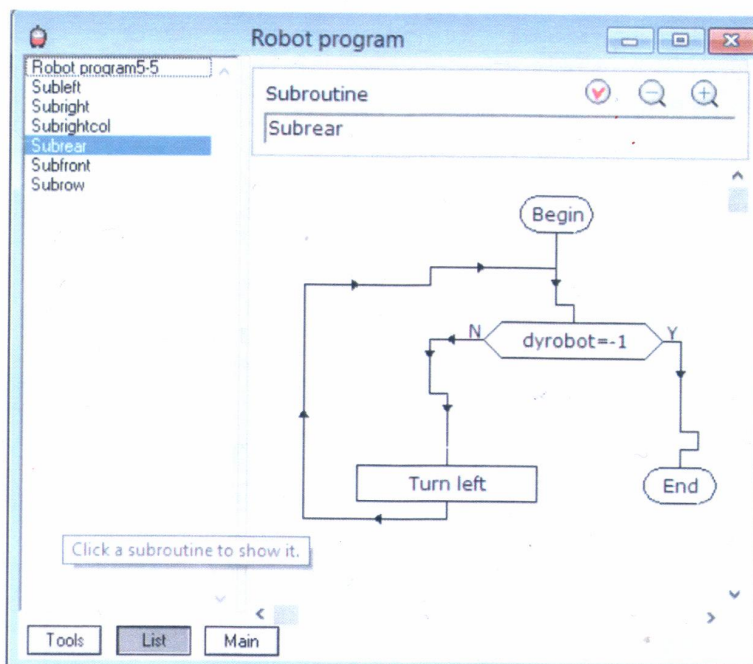 Robot program
Robot program5-5
Subleft
Subright
Subrightcol
Subrear
Subfront
Subrow
Subroutine
Subrear
Begin
N
dyrobot=-1
Y
Turn left
End
Click a subroutine to show it.
Tools
List
Main